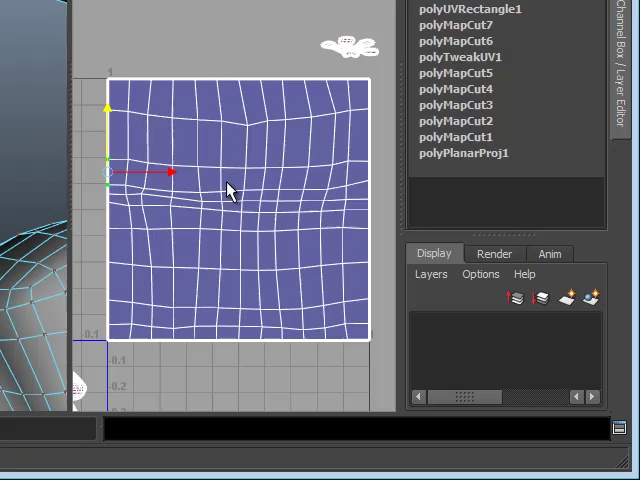 polyUVRectangle1
polyMapCut7
polyMapCut6
polyTweakUV1
polyMapCut5
polyMapCut4
polyMapCut3
polyMapCut2
polyMapCut1
polyPlanarProj1
Channel Box / Layer Editor
1
Display
Render
Anim
Layers
Options
Help
-0.1
-0.1
-0.2